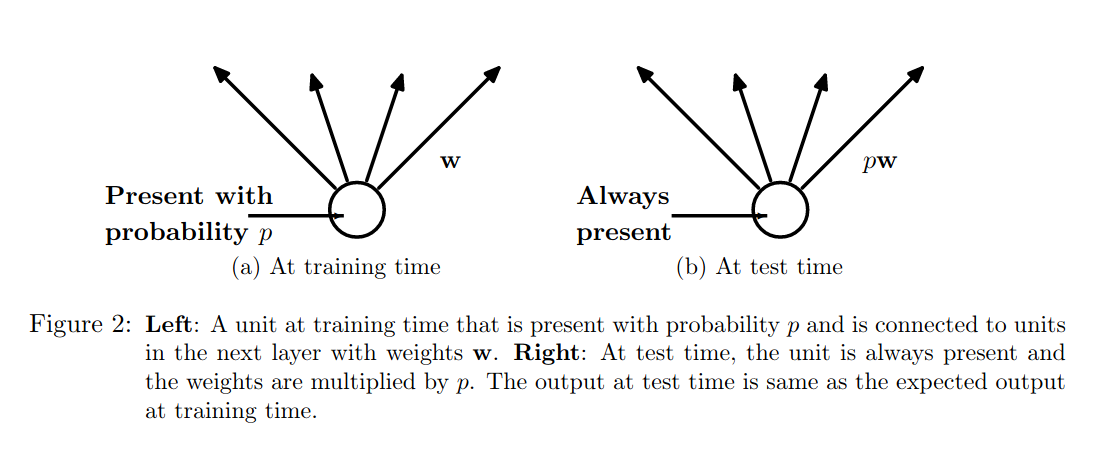 w
Present with
probability p
(a) At training time
pw
Always
present
(b) At test time
Figure 2: Left: A unit at training time that is present with probability p and is connected to units
in the next layer with weights w. Right: At test time, the unit is always present and
the weights are multiplied by p. The output at test time is same as the expected output
at training time.